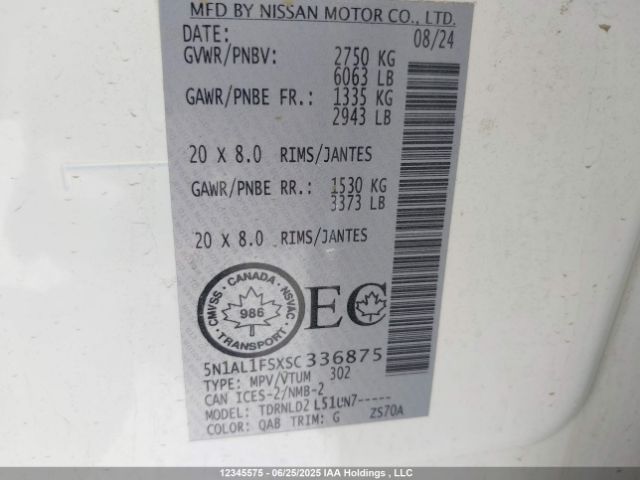 MFD BY NISSAN MOTOR CO., LTD.
DATE: 08/24
GVWR/PNBV: 2750 KG
6063 LB
GAWR/PNBE FR.: 1335 KG
2943 LB
20 X 8.0 RIMS/JANTES
GAWR/PNBE RR.: 1530 KG
3373 LB
20 X 8.0 RIMS/JANTES
CANADA
CMVSS NSVAC
986
TRANSPORT
EC
5N1AL1FSXSC336875
TYPE: MPV/VTUM 302
CAN ICES-2/NMB-2
MODEL: TDRNLD2 L51UN7-----
COLOR: QAB TRIM: G ZS70A
12345575 - 06/25/2025 IAA Holdings , LLC